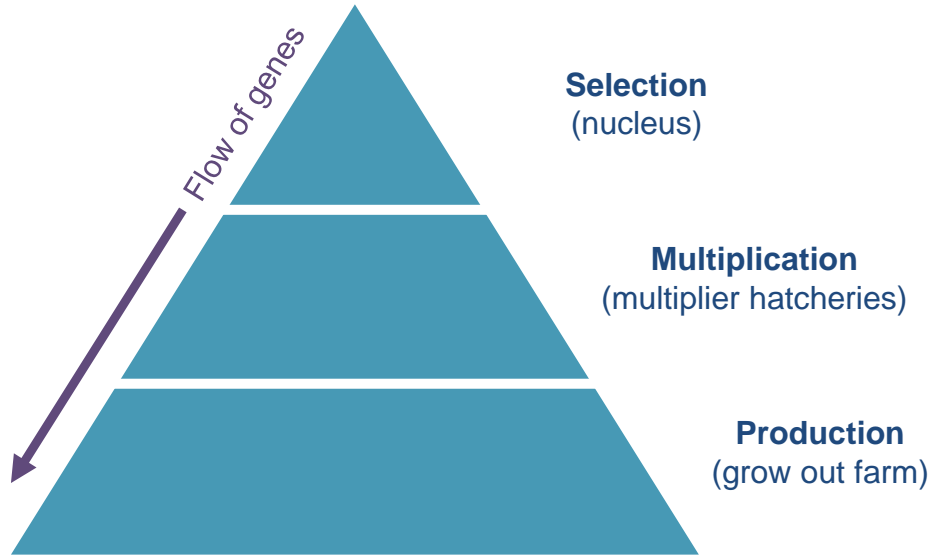 Flow of genes
Selection
(nucleus)
Multiplication
(multiplier hatcheries)
Production
(grow out farm)